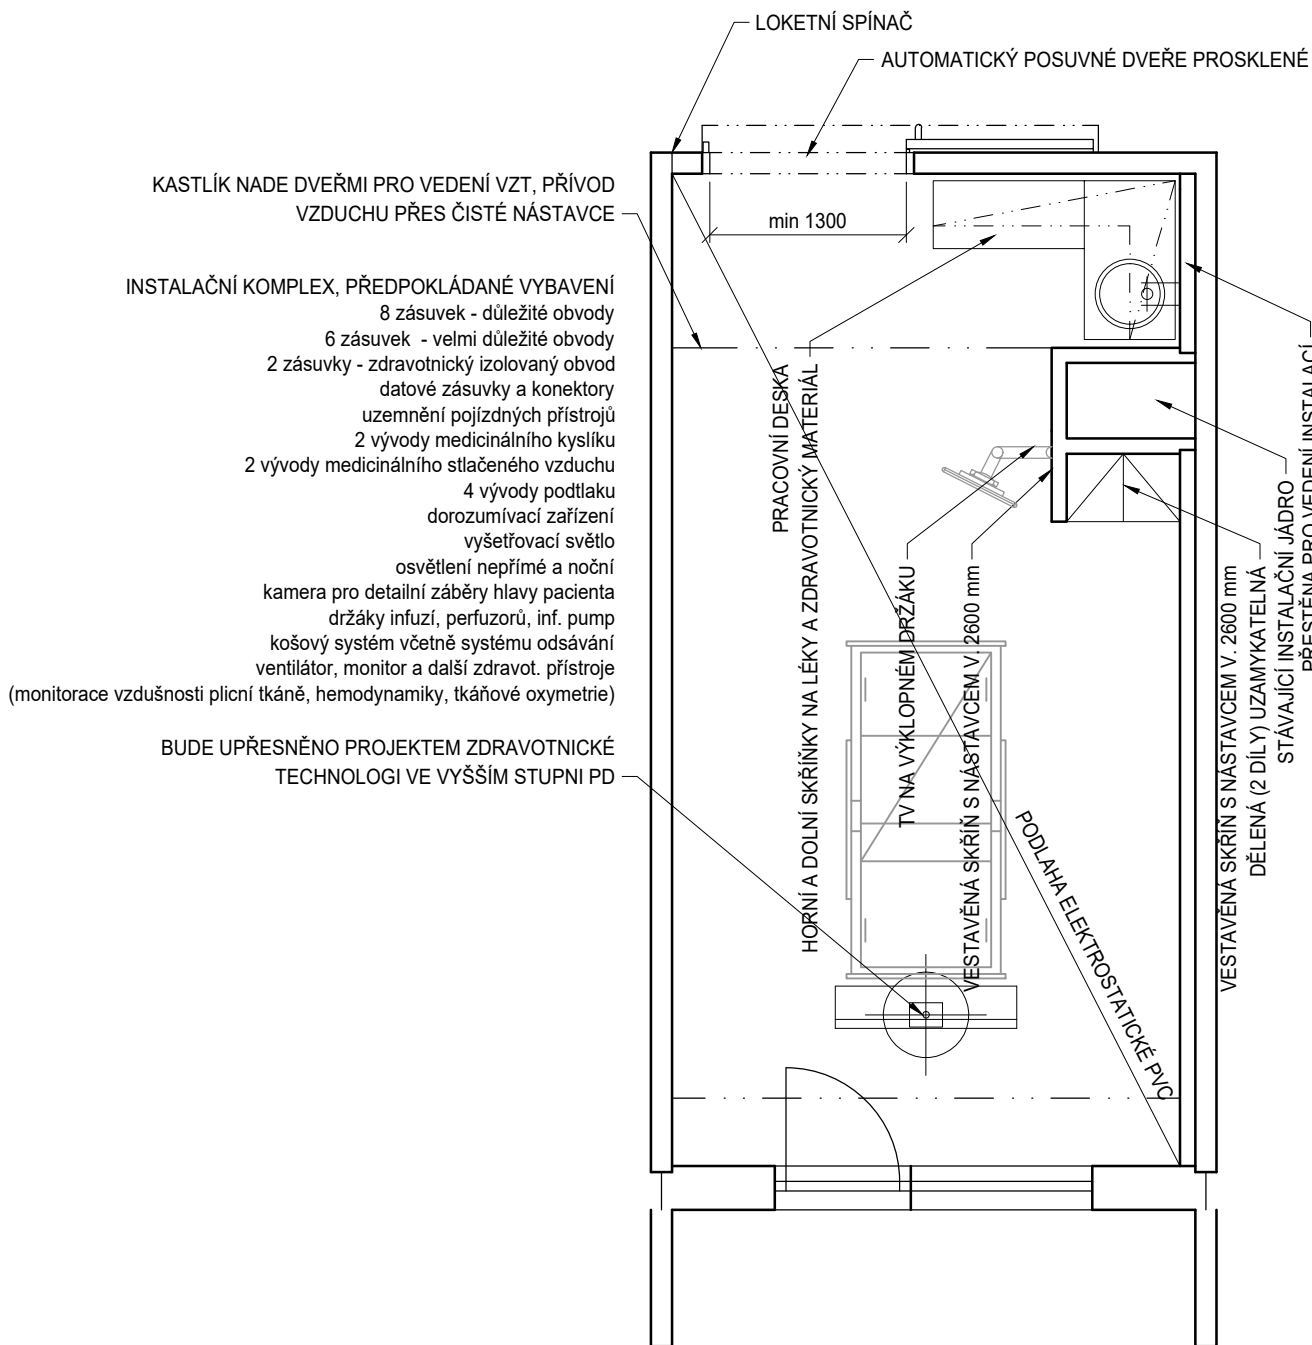 LOKETNÍ SPÍNAČ
AUTOMATICKÝ POSUVNÉ DVEŘE PROSKLENÉ
KASTLÍK NADE DVEŘMI PRO VEDENÍ VZT, PŘÍVOD
VZDUCHU PŘES ČISTÉ NÁSTAVCE
min 1300
INSTALAČNÍ KOMPLEX, PŘEDPOKLÁDANÉ VYBAVENÍ
8 zásuvek - důležité obvody
6 zásuvek - velmi důležité obvody
2 zásuvky - zdravotnický izolovaný obvod
datové zásuvky a konektory
uzemnění pojízdných přístrojů
2 vývody medicinálního kyslíku
2 vývody medicinálního stlačeného vzduchu
4 vývody podtlaku
dorozumívací zařízení
vyšetřovací světlo
osvětlení nepřímé a noční
kamera pro detailní záběry hlavy pacienta
držáky infuzí, perfuzorů, inf. pump
košový systém včetně systému odsávání
ventilátor, monitor a další zdravot. přístroje
(monitorace vzdušnosti plicní tkáně, hemodynamiky, tkáňové oxymetrie)
BUDE UPŘESNĚNO PROJEKTEM ZDRAVOTNICKÉ
TECHNOLOGI VE VYŠŠÍM STUPNI PD
PRACOVNÍ DESKA
HORNÍ A DOLNÍ SKŘÍŇKY NA LÉKY A ZDRAVOTNICKÝ MATERIÁL
TV NA VÝKLOPNÉM DRŽÁKU
VESTAVĚNÁ SKŘÍŇ S NÁSTAVCEM V. 2600 mm
PODLAHA ELEKTROSTATICKÉ PVC
VESTAVĚNÁ SKŘÍŇ S NÁSTAVCEM V. 2600 mm
DĚLENÁ (2 DÍLY) UZAMYKATELNÁ
STÁVAJÍCÍ INSTALAČNÍ JÁDRO
PŘESTĚNA PRO VEDENÍ INSTALACÍ